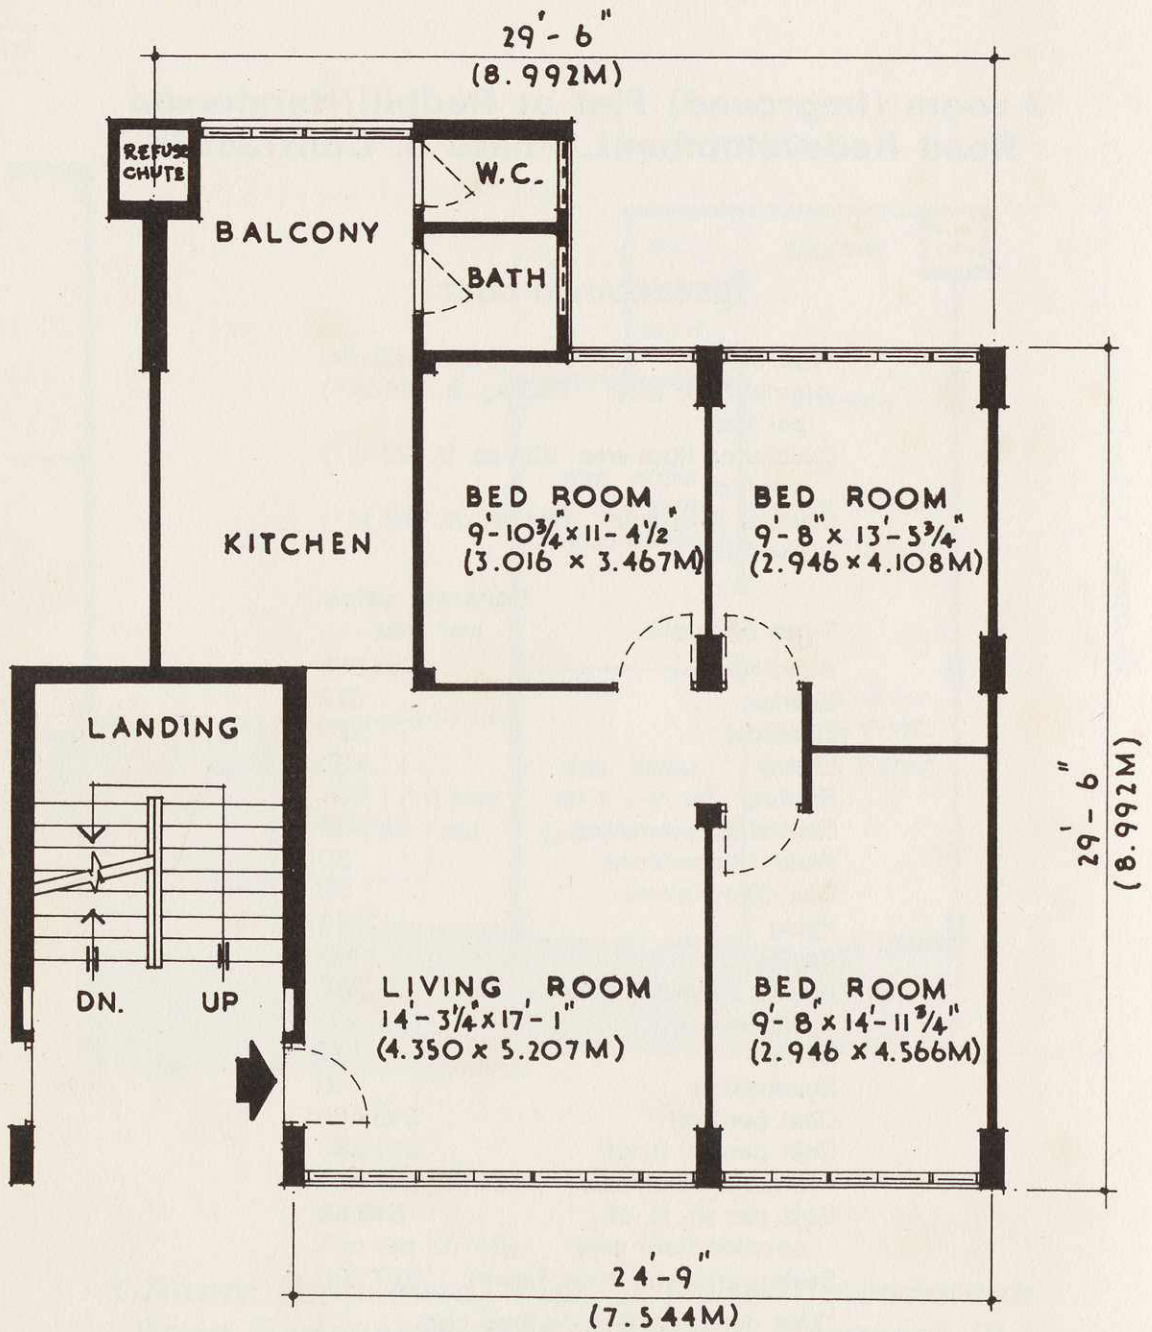 29'-6"
(8.992M)
REFUSE
CHUTE
W.C.
BALCONY
BATH
BED ROOM
9'-10¾"x11'-4½"
(3.016 x 3.467M)
BED ROOM
9'-8"x 13'-5¾"
(2.946 x 4.108M)
KITCHEN
LANDING
29'-6"
(8.992M)
DN.
UP
LIVING ROOM
14'-3¼"x17'-1"
(4.350 x 5.207M)
BED ROOM
9'-8"x14'-11¾"
(2.946 x 4.566M)
24'-9"
(7.544M)